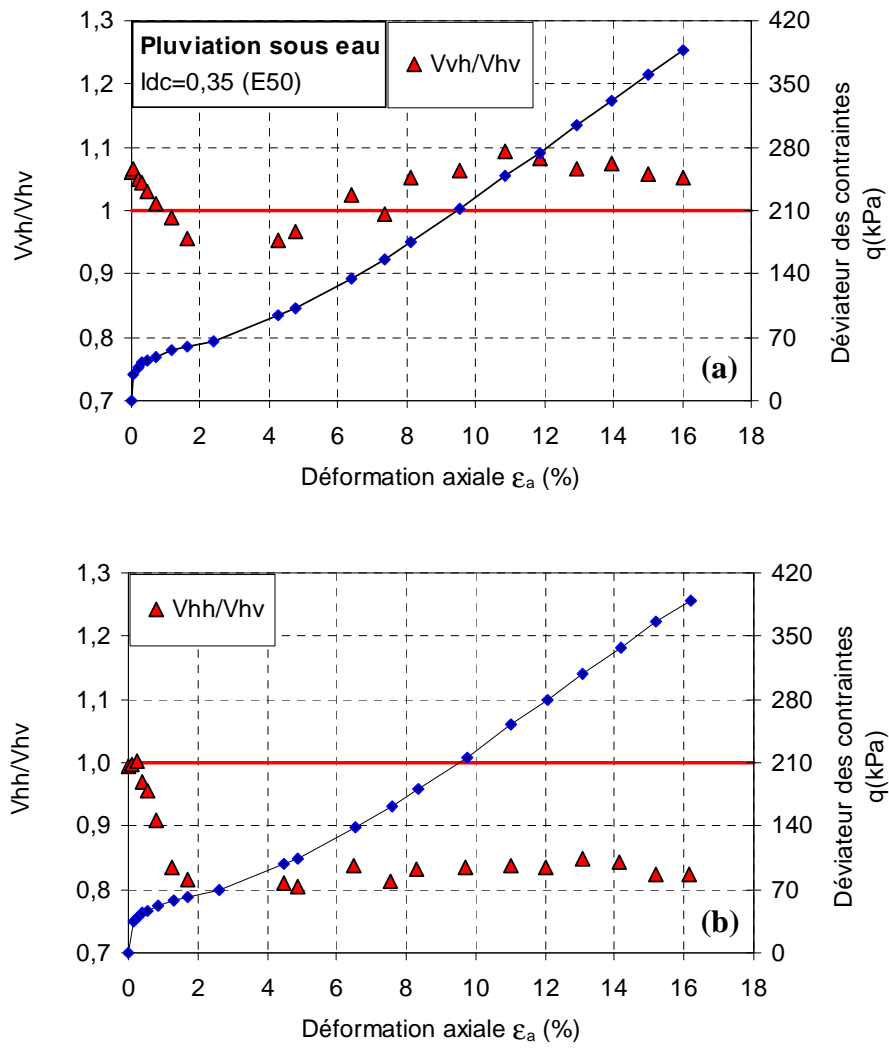 1,3
1,2
1,1
1
0,9
0,8
0,7
Vvh/Vhv
Pluviation sous eau
Idc=0,35 (E50)
Vvh/Vhv
420
350
280
210
140
70
0
Déviateur des contraintes
q(kPa)
(a)
0 2 4 6 8 10 12 14 16 18
Déformation axiale εa (%)
1,3
1,2
1,1
1,0
0,9
0,8
0,7
Vhh/Vhv
Vhh/Vhv
420
350
280
210
140
70
0
Déviateur des contraintes
q(kPa)
(b)
0 2 4 6 8 10 12 14 16 18
Déformation axiale εa (%)